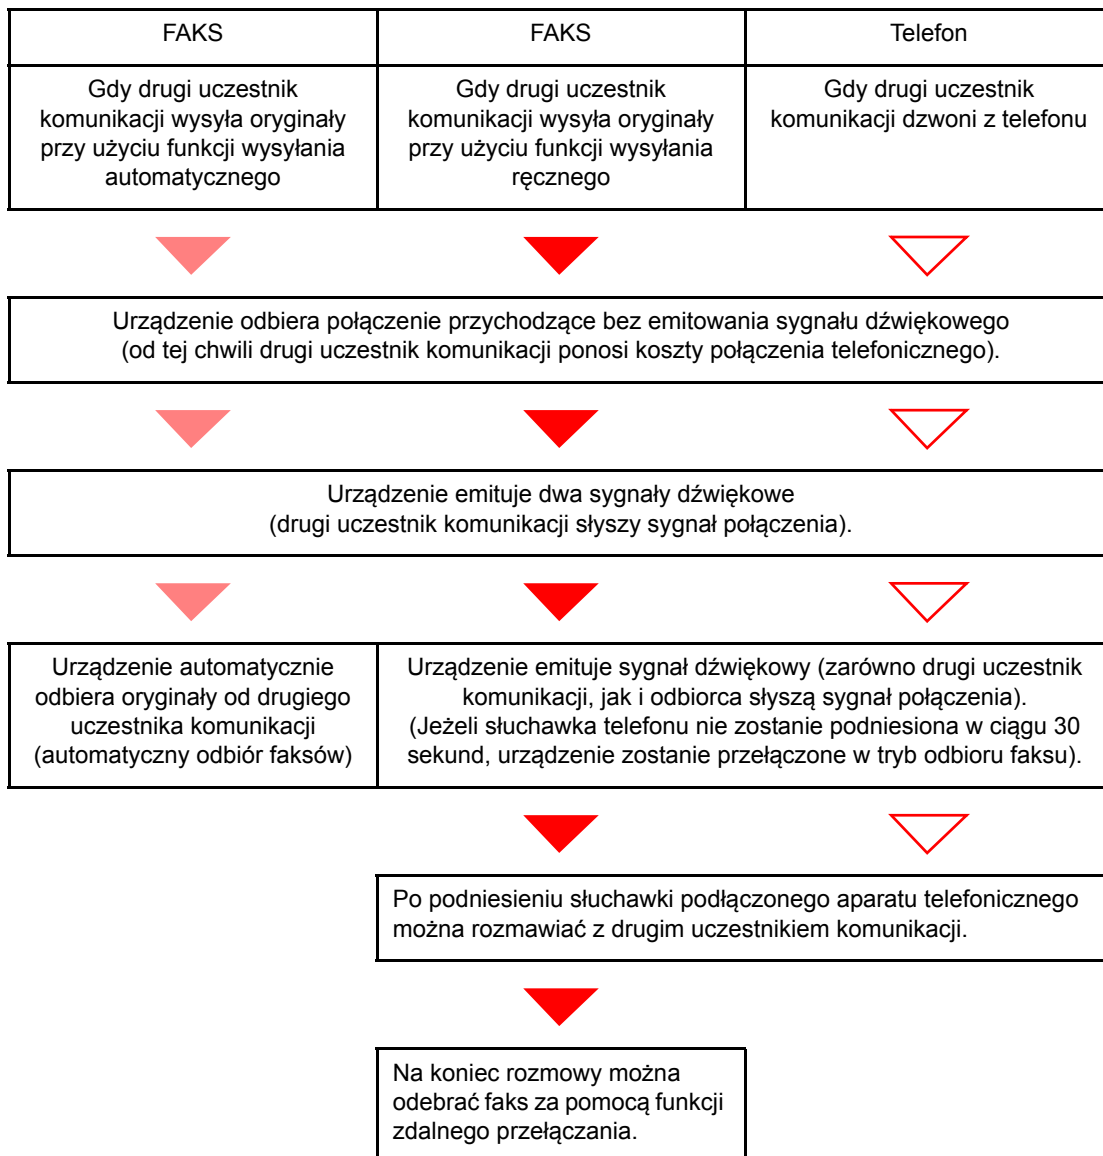 FAKS
FAKS
Telefon
Gdy drugi uczestnik
komunikacji wysyła oryginały
przy użyciu funkcji wysyłania
automatycznego
Gdy drugi uczestnik
komunikacji wysyła oryginały
przy użyciu funkcji wysyłania
ręcznego
Gdy drugi uczestnik
komunikacji dzwoni z telefonu
Urządzenie odbiera połączenie przychodzące bez emitowania sygnału dźwiękowego
(od tej chwili drugi uczestnik komunikacji ponosi koszty połączenia telefonicznego).
Urządzenie emituje dwa sygnały dźwiękowe
(drugi uczestnik komunikacji słyszy sygnał połączenia).
Urządzenie automatycznie
odbiera oryginały od drugiego
uczestnika komunikacji
(automatyczny odbiór faksów)
Urządzenie emituje sygnał dźwiękowy (zarówno drugi uczestnik
komunikacji, jak i odbiorca słyszą sygnał połączenia).
(Jeżeli słuchawka telefonu nie zostanie podniesiona w ciągu 30
sekund, urządzenie zostanie przełączone w tryb odbioru faksu).
Po podniesieniu słuchawki podłączonego aparatu telefonicznego
można rozmawiać z drugim uczestnikiem komunikacji.
Na koniec rozmowy można
odebrać faks za pomocą funkcji
zdalnego przełączania.